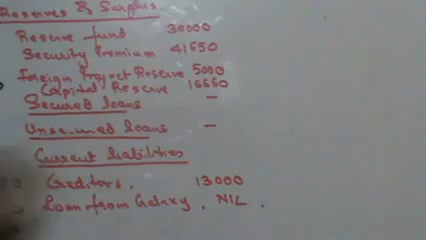 Reserves & Surplus
Reserve fund 30000
Security Premium 41650
Foreign Project Reserve 5000
Capital Reserve 16660
Secured loans -
Unsecured loans -
Current liabilities
Creditors. 13000
Loan from Galaxy. NIL.